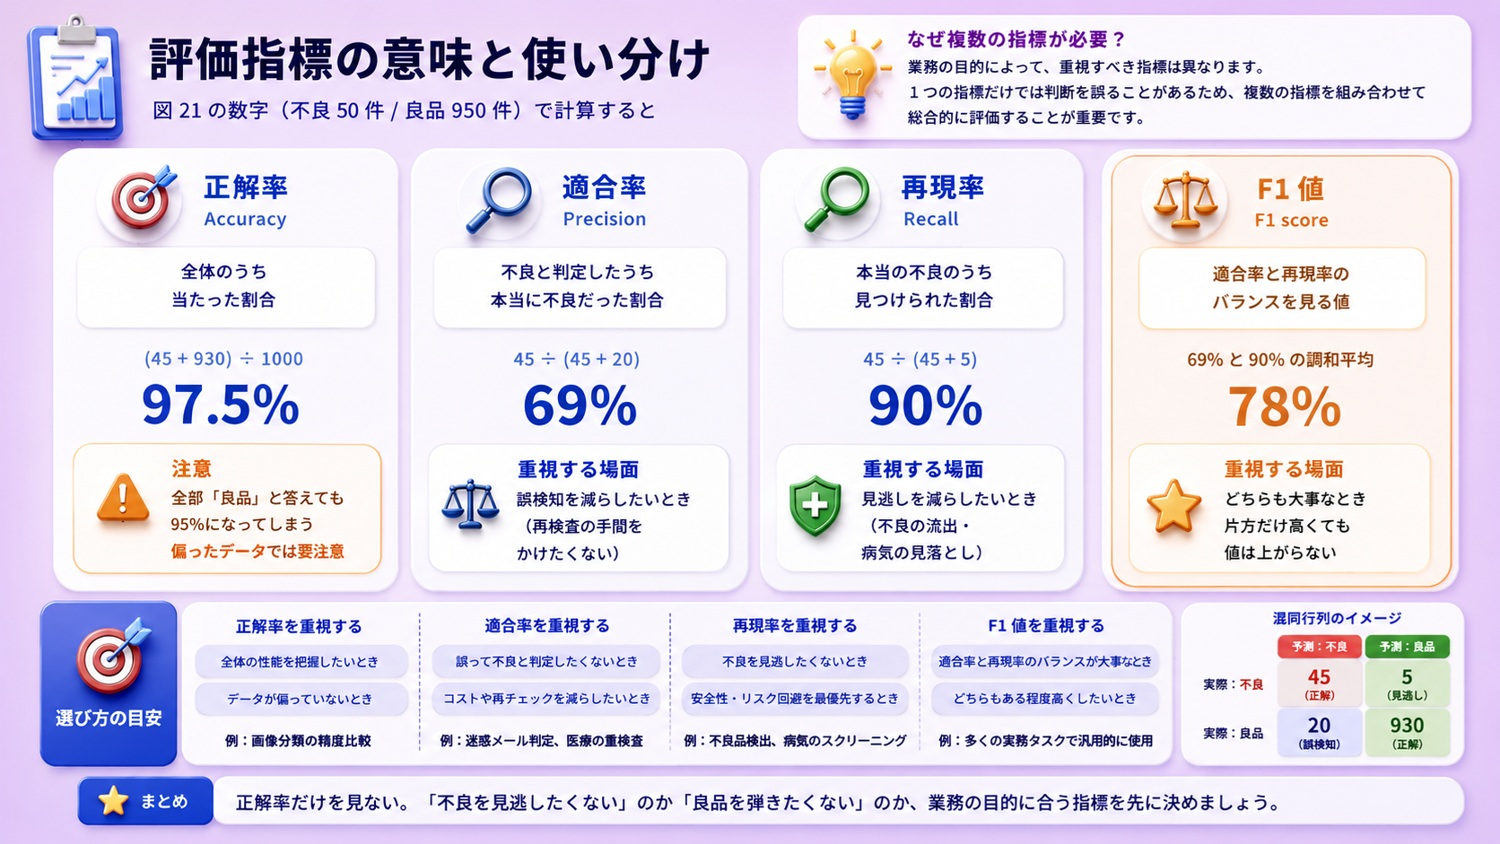 評価指標の意味と使い分け
図 21 の数字（不良 50 件 / 良品 950 件）で計算すると
なぜ複数の指標が必要？
業務の目的によって、重視すべき指標は異なります。
１つの指標だけでは判断を誤ることがあるため、複数の指標を組み合わせて
総合的に評価することが重要です。
正解率
Accuracy
全体のうち
当たった割合
(45 + 930) ÷ 1000
97.5%
注意
全部「良品」と答えても
95%になってしまう
偏ったデータでは要注意
適合率
Precision
不良と判定したうち
本当に不良だった割合
45 ÷ (45 + 20)
69%
重視する場面
誤検知を減らしたいとき
（再検査の手間を
かけたくない）
再現率
Recall
本当の不良のうち
見つけられた割合
45 ÷ (45 + 5)
90%
重視する場面
見逃しを減らしたいとき
（不良の流出・
病気の見落とし）
F1 値
F1 score
適合率と再現率の
バランスを見る値
69% と 90% の調和平均
78%
重視する場面
どちらも大事なとき
片方だけ高くても
値は上がらない
選び方の目安
正解率を重視する
全体の性能を把握したいとき
データが偏っていないとき
例：画像分類の精度比較
適合率を重視する
誤って不良と判定したくないとき
コストや再チェックを減らしたいとき
例：迷惑メール判定、医療の重検査
再現率を重視する
不良を見逃したくないとき
安全性・リスク回避を最優先するとき
例：不良品検出、病気のスクリーニング
F1 値を重視する
適合率と再現率のバランスが大事なとき
どちらもある程度高くしたいとき
例：多くの実務タスクで汎用的に使用
混同行列のイメージ
予測：不良 予測：良品
実際：不良 45 5
（正解） （見逃し）
実際：良品 20 930
（誤検知） （正解）
まとめ
正解率だけを見ない。「不良を見逃したくない」のか「良品を弾きたくない」のか、業務の目的に合う指標を先に決めましょう。